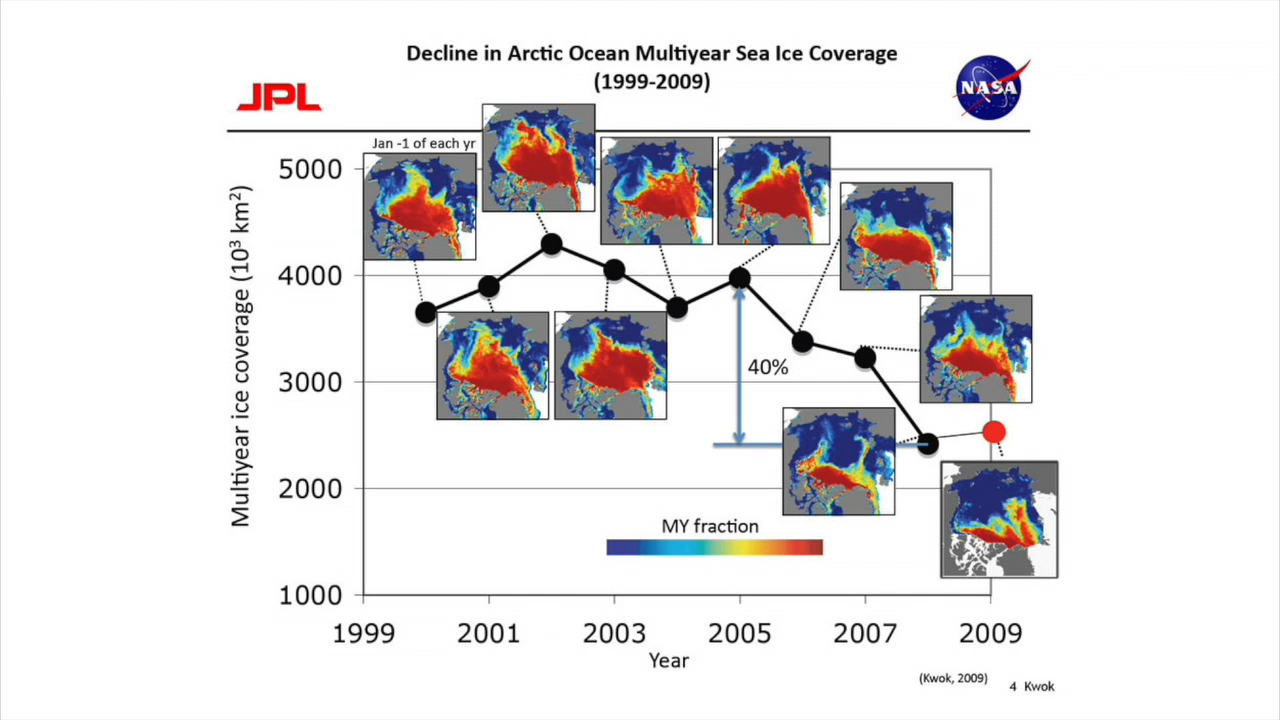 Decline in Arctic Ocean Multiyear Sea Ice Coverage
(1999-2009)
JPL
NASA
Jan -1 of each yr
Multiyear ice coverage (10³ km²)
5000
4000
3000
2000
1000
40%
MY fraction
1999 2001 2003 2005 2007 2009
Year
(Kwok, 2009)
4 Kwok